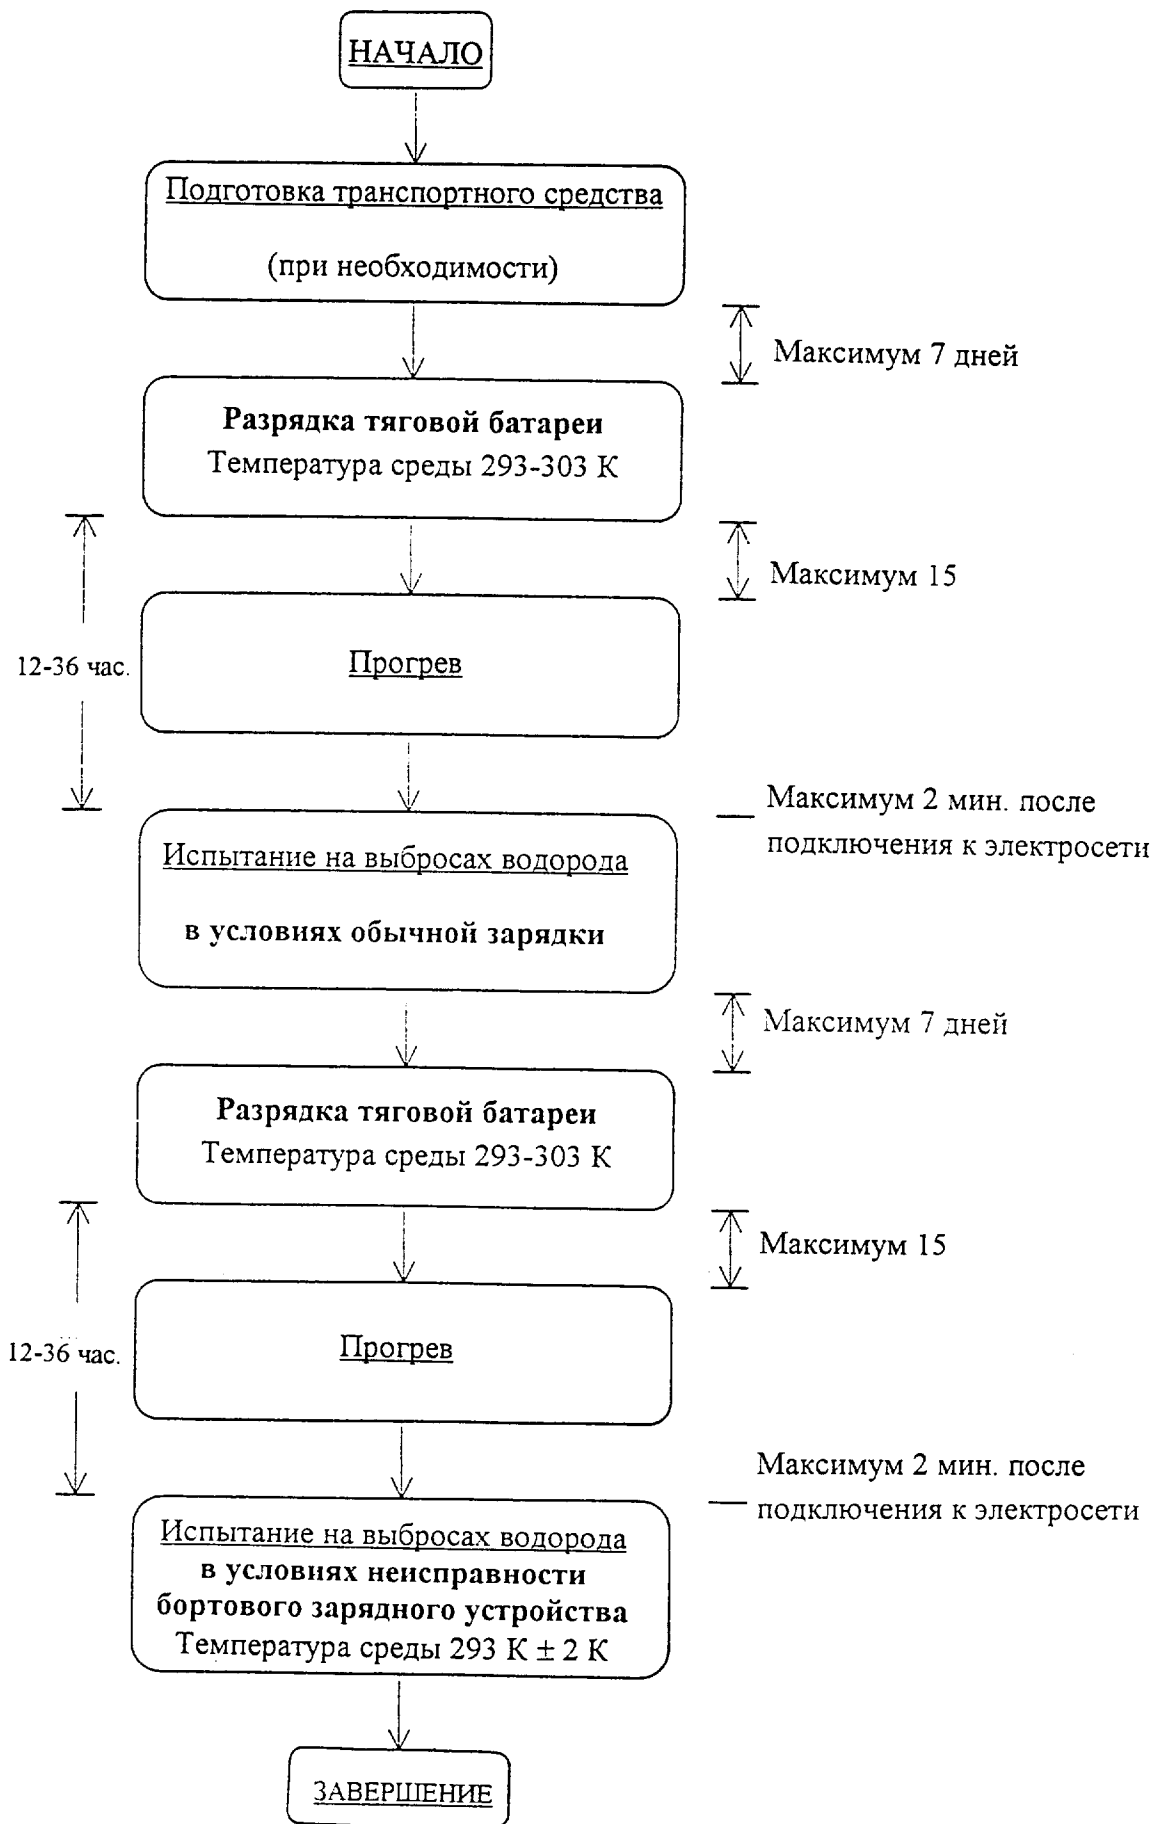 НАЧАЛО
Подготовка транспортного средства
(при необходимости)
Максимум 7 дней
Разрядка тяговой батареи
Температура среды 293-303 К
Максимум 15
12-36 час.
Прогрев
Максимум 2 мин. после
подключения к электросети
Испытание на выбросах водорода
в условиях обычной зарядки
Максимум 7 дней
Разрядка тяговой батареи
Температура среды 293-303 К
Максимум 15
12-36 час.
Прогрев
Максимум 2 мин. после
подключения к электросети
Испытание на выбросах водорода
в условиях неисправности
бортового зарядного устройства
Температура среды 293 К ± 2 К
ЗАВЕРШЕНИЕ